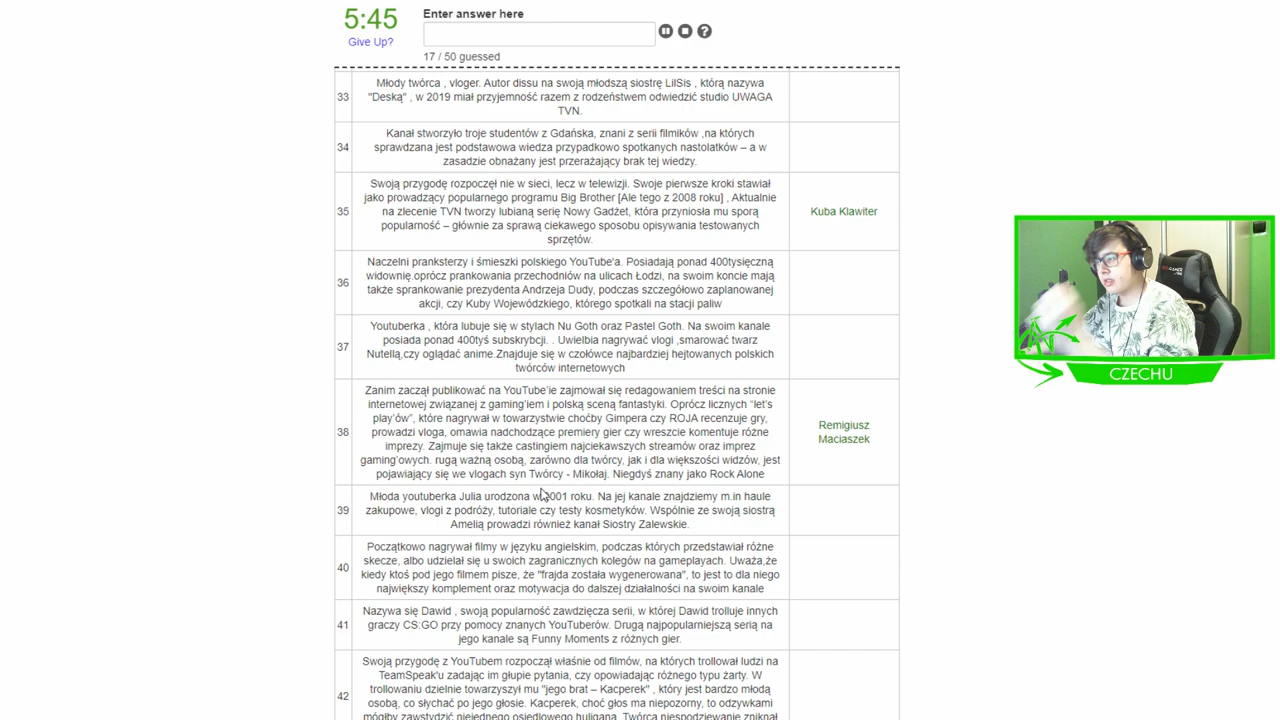 5:45
Give Up?
Enter answer here
17 / 50 guessed
33
Młody twórca , vloger. Autor dissu na swoją młodszą siostrę LilSis , którą nazywa
"Deską" , w 2019 miał przyjemność razem z rodzeństwem odwiedzić studio UWAGA
TVN.
34
Kanał stworzyło troje studentów z Gdańska, znani z serii filmików ,na których
sprawdzana jest podstawowa wiedza przypadkowo spotkanych nastolatków – a w
zasadzie obnażany jest przerażający brak tej wiedzy.
35
Swoją przygodę rozpoczęł nie w sieci, lecz w telewizji. Swoje pierwsze kroki stawiał
jako prowadzący popularnego programu Big Brother [Ale tego z 2008 roku] , Aktualnie
na zlecenie TVN tworzy lubianą serię Nowy Gadżet, która przyniosła mu sporą
popularność – głównie za sprawą ciekawego sposobu opisywania testowanych
sprzętów.
Kuba Klawiter
36
Naczelni pranksterzy i śmieszki polskiego YouTube'a. Posiadają ponad 400tysięczną
widownię.oprócz prankowania przechodniów na ulicach Łodzi, na swoim koncie mają
także sprankowanie prezydenta Andrzeja Dudy, podczas szczegółowo zaplanowanej
akcji, czy Kuby Wojewódzkiego, którego spotkali na stacji paliw
37
Youtuberka , która lubuje się w stylach Nu Goth oraz Pastel Goth. Na swoim kanale
posiada ponad 400tyś subskrybcji. . Uwielbia nagrywać vlogi ,smarować twarz
Nutellą,czy oglądać anime.Znajduje się w czołówce najbardziej hejtowanych polskich
twórców internetowych
38
Zanim zaczął publikować na YouTube'ie zajmował się redagowaniem treści na stronie
internetowej związanej z gaming'iem i polską sceną fantastyki. Oprócz licznych “let's
play'ów”, które nagrywał w towarzystwie choćby Gimpera czy ROJA recenzuje gry,
prowadzi vloga, omawia nadchodzące premiery gier czy wreszcie komentuje różne
imprezy. Zajmuje się także castingiem najciekawszych streamów oraz imprez
gaming'owych. rugą ważną osobą, zarówno dla twórcy, jak i dla większości widzów, jest
pojawiający się we vlogach syn Twórcy - Mikołaj. Niegdyś znany jako Rock Alone
Remigiusz
Maciaszek
39
Młoda youtuberka Julia urodzona w 2001 roku. Na jej kanale znajdziemy m.in haule
zakupowe, vlogi z podróży, tutoriale czy testy kosmetyków. Wspólnie ze swoją siostrą
Amelią prowadzi również kanał Siostry Zalewskie.
40
Początkowo nagrywał filmy w języku angielskim, podczas których przedstawiał różne
skecze, albo udzielał się u swoich zagranicznych kolegów na gameplayach. Uważa,że
kiedy ktoś pod jego filmem pisze, że "frajda została wygenerowana", to jest to dla niego
największy komplement oraz motywacja do dalszej działalności na swoim kanale
41
Nazywa się Dawid , swoją popularność zawdzięcza serii, w której Dawid trolluje innych
graczy CS:GO przy pomocy znanych YouTuberów. Drugą najpopularniejszą serią na
jego kanale są Funny Moments z różnych gier.
42
Swoją przygodę z YouTubem rozpoczął właśnie od filmów, na których trollował ludzi na
TeamSpeak'u zadając im głupie pytania, czy opowiadając różnego typu żarty. W
trollowaniu dzielnie towarzyszył mu "jego brat – Kacperek" , który jest bardzo młodą
osobą, co słychać po jego głosie. Kacperek, choć głos ma niepozorny, to odzywkami
mógłby zawstydzić niejednego osiedlowego huligana. Twórca niespodziewanie zniknął
CZECHU